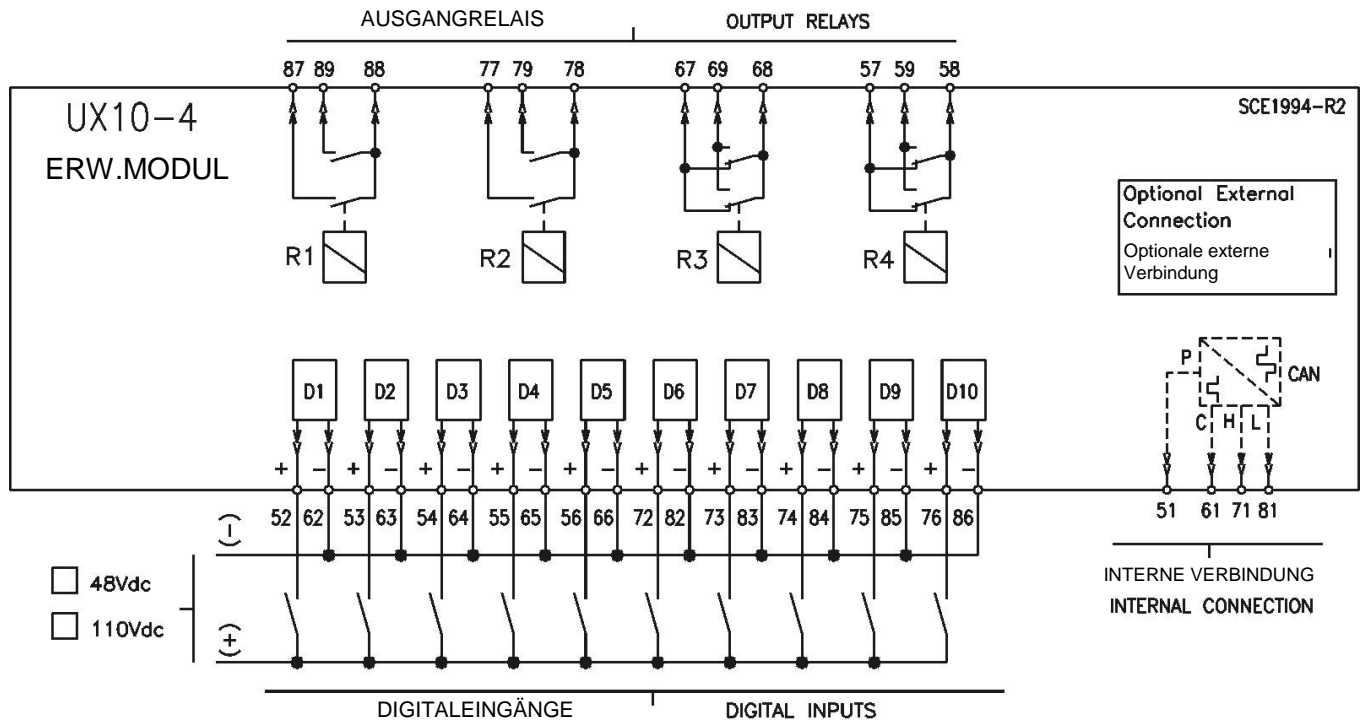 AUSGANGRELAIS OUTPUT RELAYS
87 89 88 77 79 78 67 69 68 57 59 58
UX10-4
ERW.MODUL
SCE1994-R2
R1 R2 R3 R4
Optional External
Connection
Optionale externe
Verbindung
D1 D2 D3 D4 D5 D6 D7 D8 D9 D10
P
CAN
C H L
+ - + - + - + - + - + - + - + - + - + -
52 62 53 63 54 64 55 65 56 66 72 82 73 83 74 84 75 85 76 86
51 61 71 81
(-)
48Vdc
110Vdc
(+)
INTERNE VERBINDUNG
INTERNAL CONNECTION
DIGITALEINGÄNGE DIGITAL INPUTS